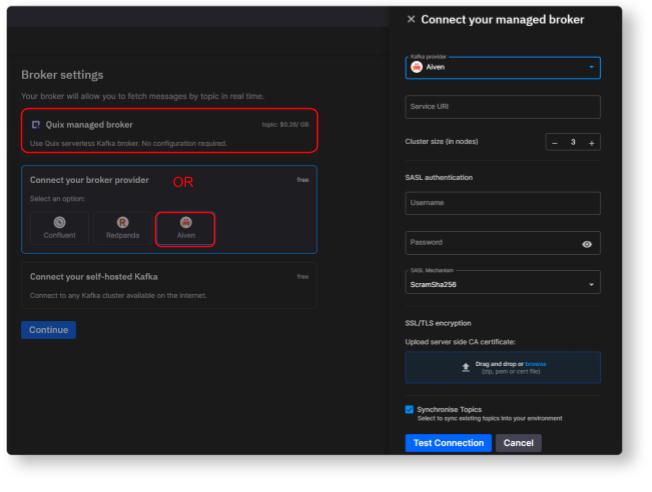 Broker settings
Your broker will allow you to fetch messages by topic in real time.
Quix managed broker
topic: $0.26/ GB
Use Quix serverless Kafka broker. No configuration required.
Connect your broker provider
OR
free
Select an option:
Confluent
Redpanda
Aiven
Connect your self-hosted Kafka
free
Connect to any Kafka cluster available on the internet.
Continue
Connect your managed broker
Kafka provider
Aiven
Service URI
Cluster size (in nodes)
3
SASL authentication
Username
Password
SASL Mechanism
ScramSha256
SSL/TLS encryption
Upload server side CA certificate:
Drag and drop or browse
(zip, pem or cert file)
Synchronise Topics
Select to sync existing topics into your environment
Test Connection
Cancel